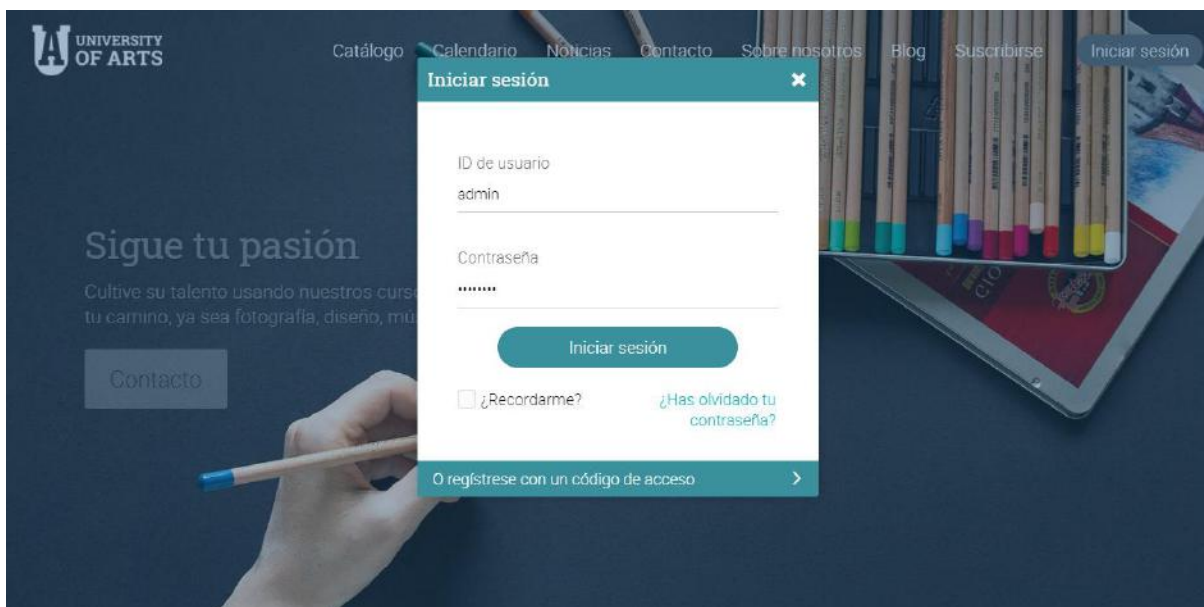 UNIVERSITY
OF ARTS
Catálogo Calendario Noticias Contacto Sobre nosotros Blog Suscribirse Iniciar sesión
Iniciar sesión
ID de usuario
admin
Contraseña
••••••••
Iniciar sesión
¿Recordarme?
¿Has olvidado tu
contraseña?
O regístrese con un código de acceso
Sigue tu pasión
Cultive su talento usando nuestros
tu camino, ya sea fotografía, diseño,
Contacto